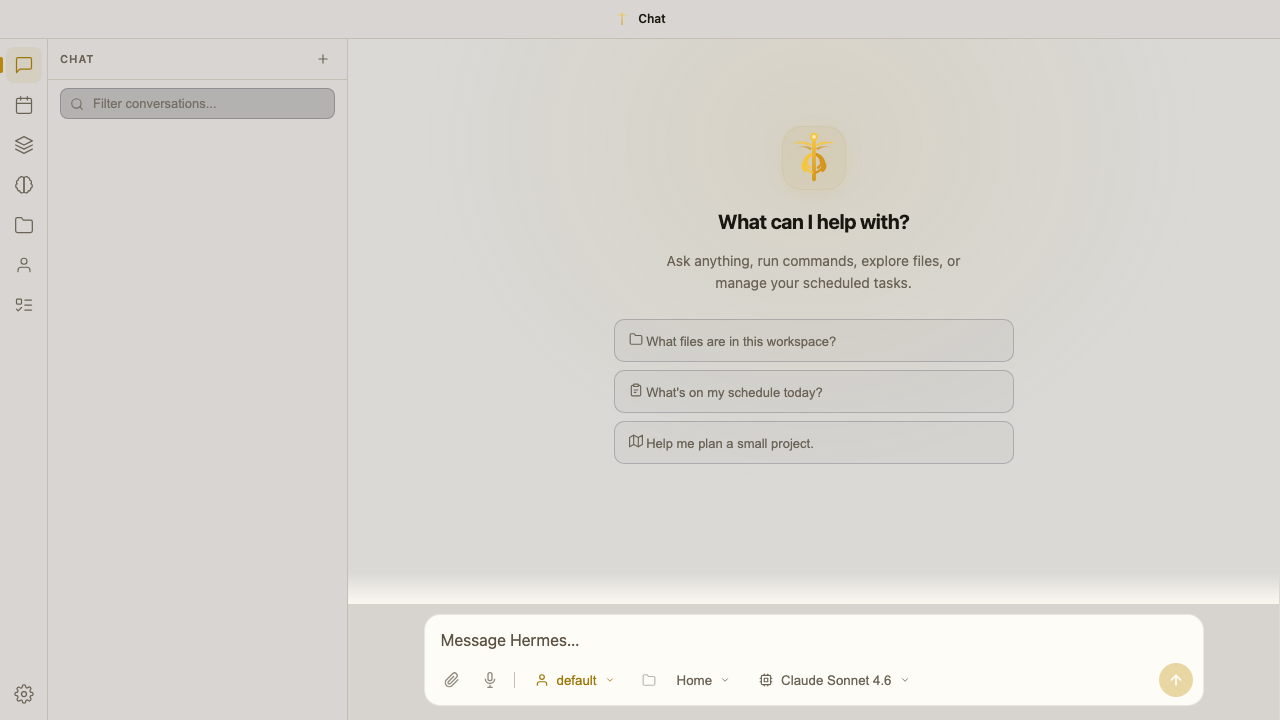 Chat
CHAT
Filter conversations...
What can I help with?
Ask anything, run commands, explore files, or
manage your scheduled tasks.
What files are in this workspace?
What's on my schedule today?
Help me plan a small project.
Message Hermes...
default
Home
Claude Sonnet 4.6